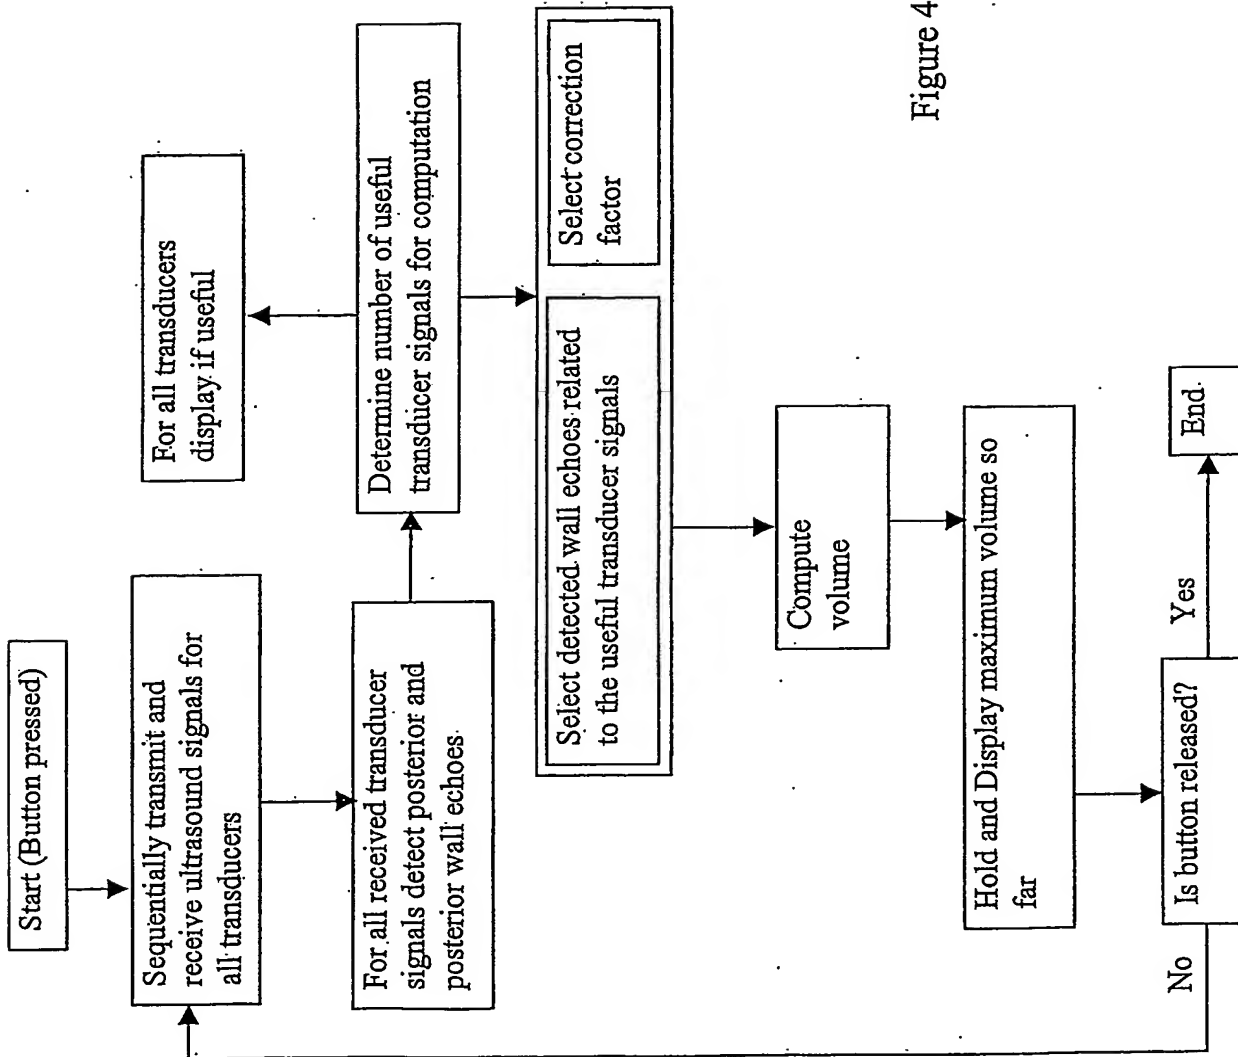 Start (Button pressed)
Sequentially transmit and
receive ultrasound signals for
all transducers
For all received transducer
signals detect posterior and
posterior wall echoes
For all transducers
display if useful
Determine number of useful
transducer signals for computation
Select detected wall echoes related
to the useful transducer signals
Select correction
factor
Compute
volume
Hold and Display maximum volume so
far
Is button released?
Yes
End
No
Figure 4